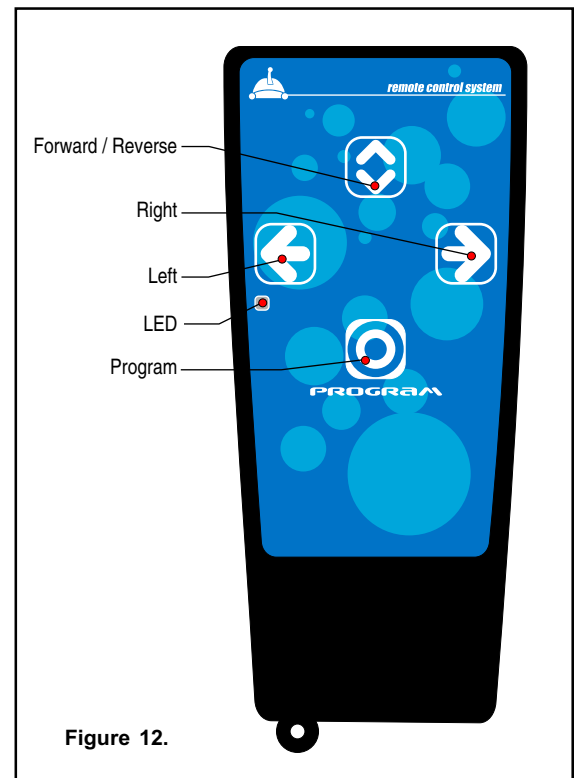 remote control system
Forward / Reverse
Right
Left
LED
Program
PROGRAM
Figure 12.